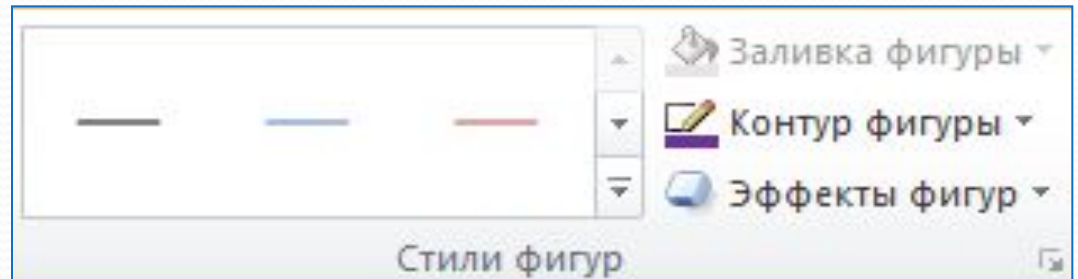 Заливка фигуры
Контур фигуры
Эффекты фигур
Стили фигур